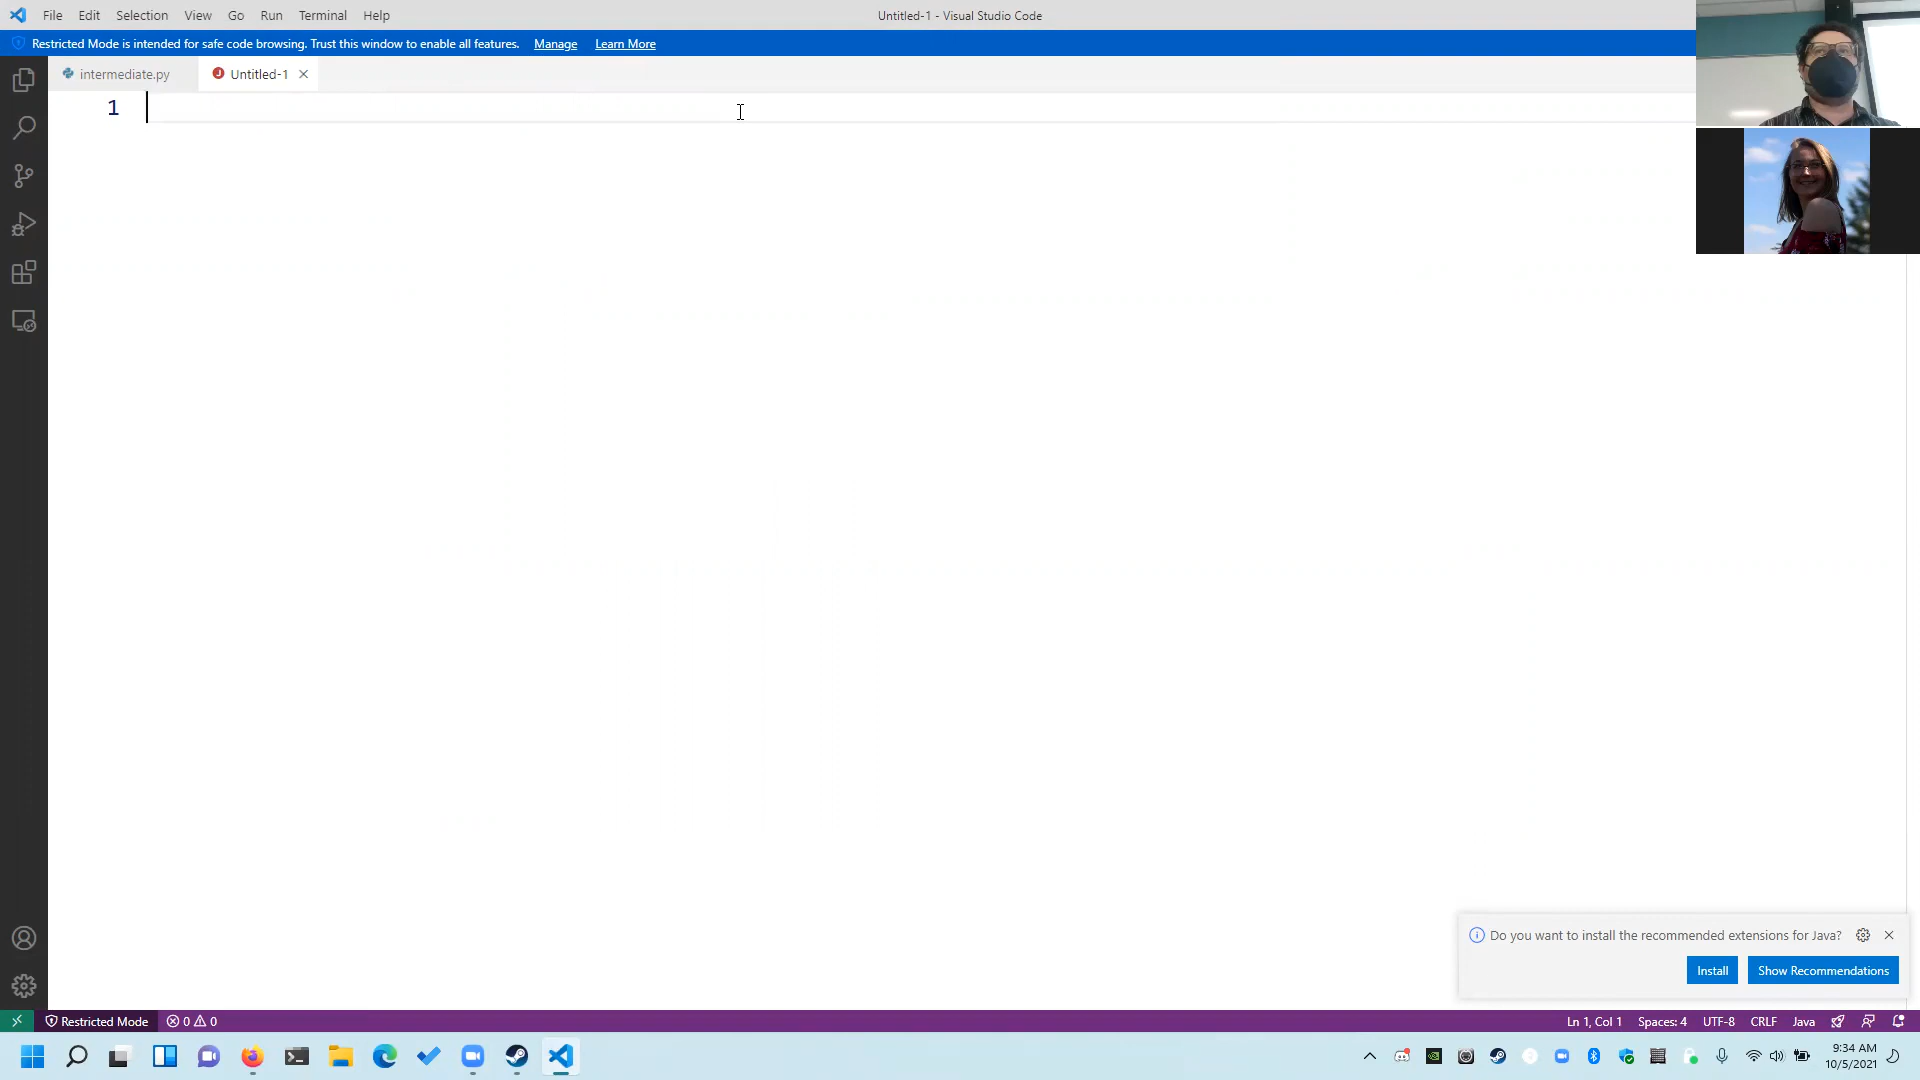 File Edit Selection View Go Run Terminal Help
Untitled-1 - Visual Studio Code
Restricted Mode is intended for safe code browsing. Trust this window to enable all features. Manage Learn More
intermediate.py
Untitled-1
1
Do you want to install the recommended extensions for Java?
Install
Show Recommendations
Restricted Mode
0 0
Ln 1, Col 1
Spaces: 4
UTF-8
CRLF
Java
9:34 AM
10/5/2021